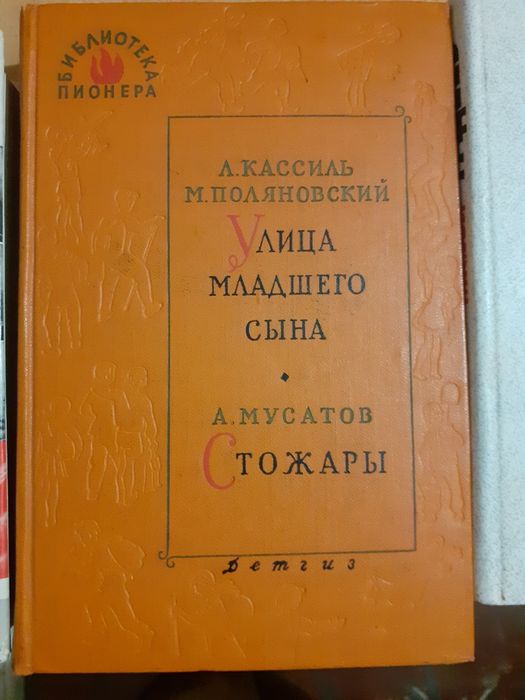 БИБЛИОТЕКА
ПИОНЕРА
Л. КАССИЛЬ
М. ПОЛЯНОВСКИЙ
УЛИЦА
МЛАДШЕГО
СЫНА
А. МУСАТОВ
СТОЖАРЫ
Детгиз